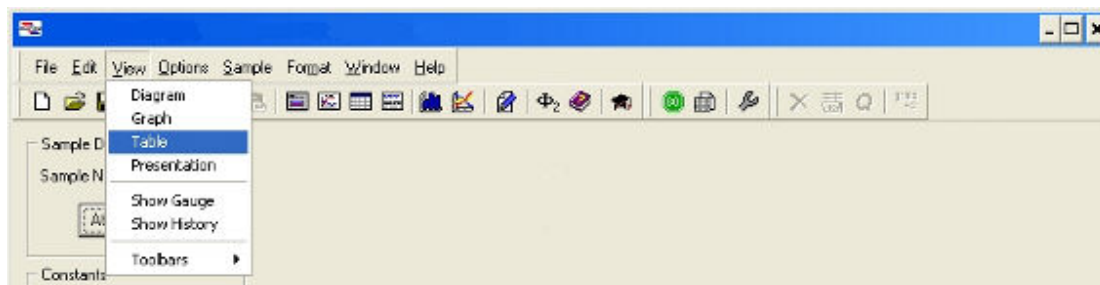 File Edit View Options Sample Format Window Help
Diagram
Graph
Table
Presentation
Show Gauge
Show History
Toolbars
Sample D
Sample N
Constants